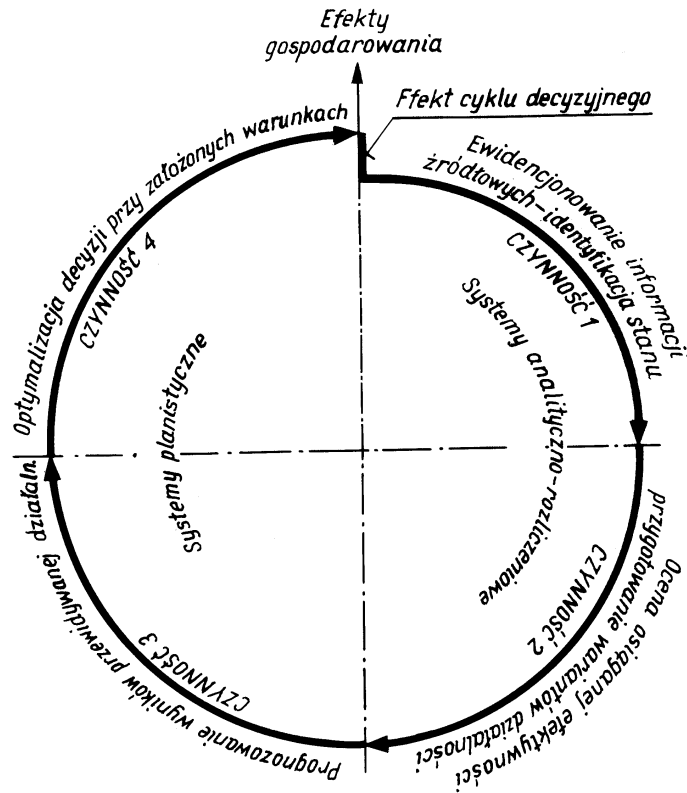 Efekty
gospodarowania
Ffekt cyklu decyzyjnego
Ewidencjonowanie informacji
źródłowych-identyfikacja stanu
CZYNNOŚĆ 1
Systemy analityczno-rozliczeniowe
Ocena osiąganej efektywności
przygotowanie wariantów działalności
CZYNNOŚĆ 2
Prognozowanie wyników przewidywanej działaln.
CZYNNOŚĆ 3
Systemy planistyczne
Optymalizacja decyzji przy założonych warunkach
CZYNNOŚĆ 4